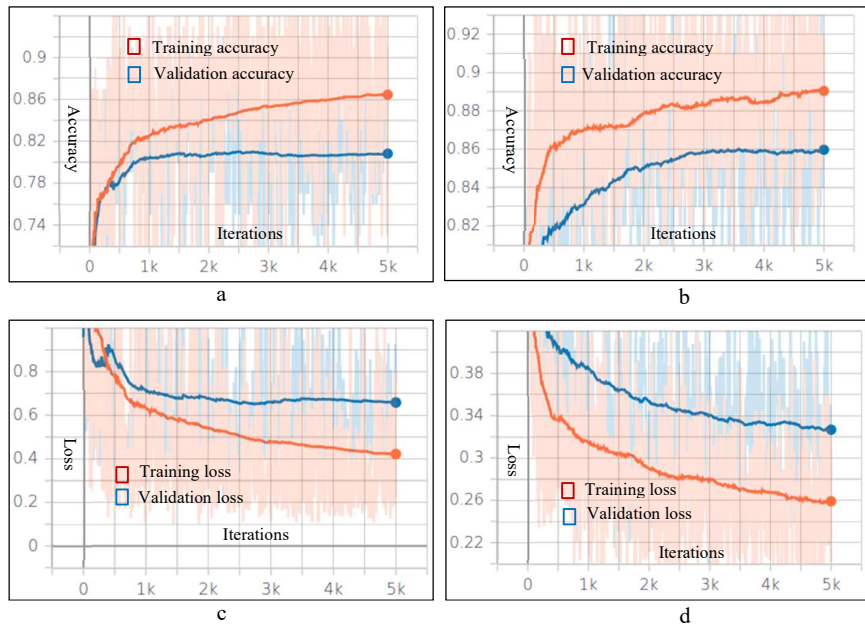 0.9
0.86
0.82
0.78
0.74
Accuracy
Training accuracy
Validation accuracy
Iterations
0 1k 2k 3k 4k 5k
a
0.92
0.9
0.88
0.86
0.84
0.82
Accuracy
Training accuracy
Validation accuracy
Iterations
0 1k 2k 3k 4k 5k
b
0.8
0.6
0.4
0.2
0
Loss
Training loss
Validation loss
Iterations
0 1k 2k 3k 4k 5k
c
0.38
0.34
0.3
0.26
0.22
Loss
Training loss
Validation loss
Iterations
0 1k 2k 3k 4k 5k
d